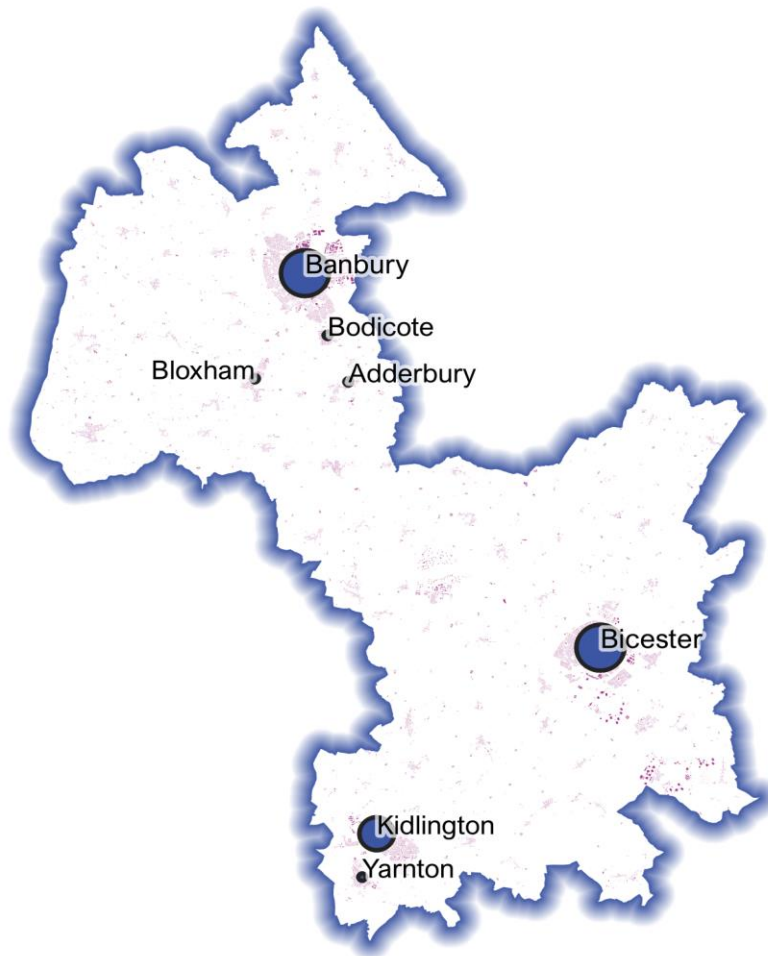 Banbury
Bodicote
Bloxham
Adderbury
Bicester
Kidlington
Yarnton